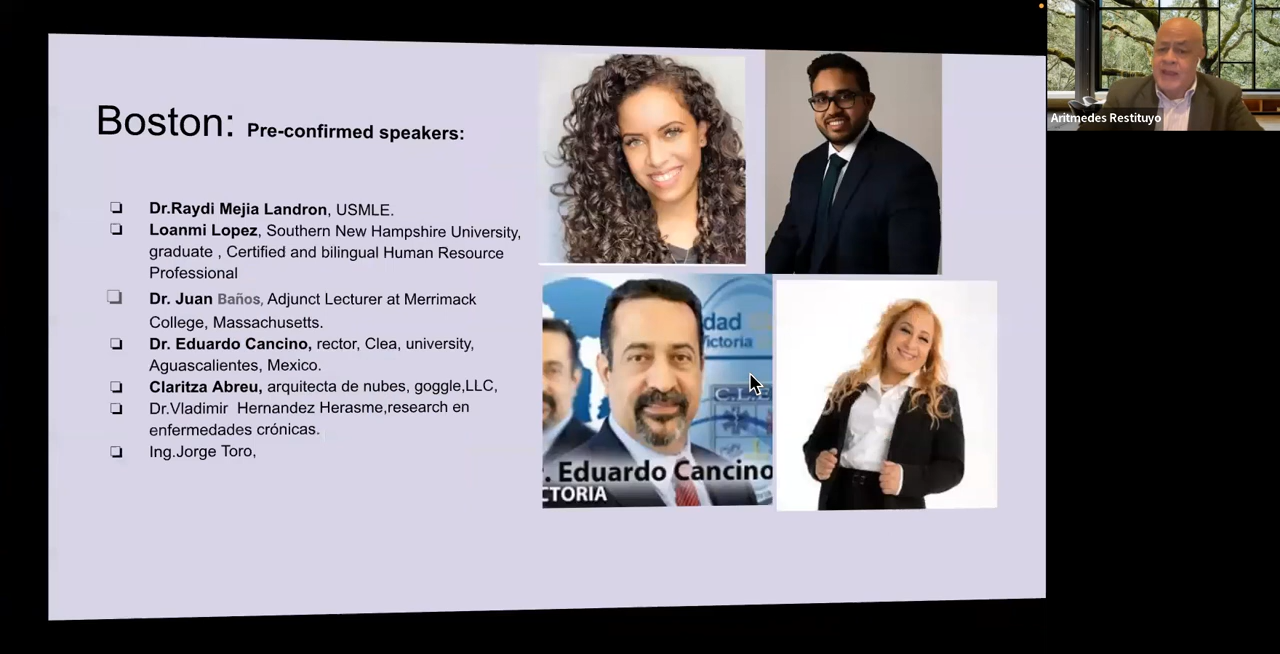 Boston: Pre-confirmed speakers:
❏ Dr.Raydi Mejia Landron, USMLE.
❏ Loanmi Lopez, Southern New Hampshire University,
graduate , Certified and bilingual Human Resource
Professional
❏ Dr. Juan Baños, Adjunct Lecturer at Merrimack
College, Massachusetts.
❏ Dr. Eduardo Cancino, rector, Clea, university,
Aguascalientes, Mexico.
❏ Claritza Abreu, arquitecta de nubes, goggle,LLC,
❏ Dr.Vladimir Hernandez Herasme,research en
enfermedades crónicas.
❏ Ing.Jorge Toro,
dad
Victoria
C.L.E
. Eduardo Cancino
CTORIA
Aritmedes Restituyo